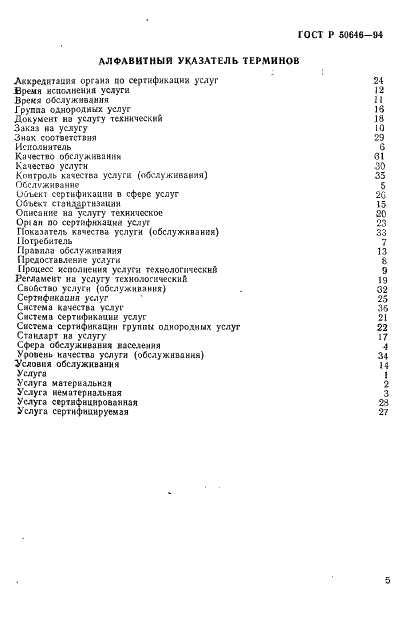 ГОСТ Р 50646—94
АЛФАВИТНЫЙ УКАЗАТЕЛЬ ТЕРМИНОВ
Аккредитация органа по сертификации услуг 24
Время исполнения услуги 12
Время обслуживания 11
Группа однородных услуг 16
Документ на услугу технический 18
Заказ на услугу 10
Знак соответствия 29
Исполнитель 6
Качество обслуживания 31
Качество услуги 30
Контроль качества услуги (обслуживания) 35
Обслуживание 5
Объект сертификации в сфере услуг 26
Объект стандартизации 15
Описание на услугу техническое 20
Орган по сертификации услуг 23
Показатель качества услуги (обслуживания) 33
Потребитель 7
Правила обслуживания 13
Предоставление услуги 8
Процесс исполнения услуги технологический 9
Регламент на услугу технологический 19
Свойство услуги (обслуживания) 32
Сертификация услуг 25
Система качества услуг 36
Система сертификации услуг 21
Система сертификации группы однородных услуг 22
Стандарт на услугу 17
Сфера обслуживания населения 4
Уровень качества услуги (обслуживания) 34
Условия обслуживания 14
Услуга 1
Услуга материальная 2
Услуга нематериальная 3
Услуга сертифицированная 28
Услуга сертифицируемая 27
5